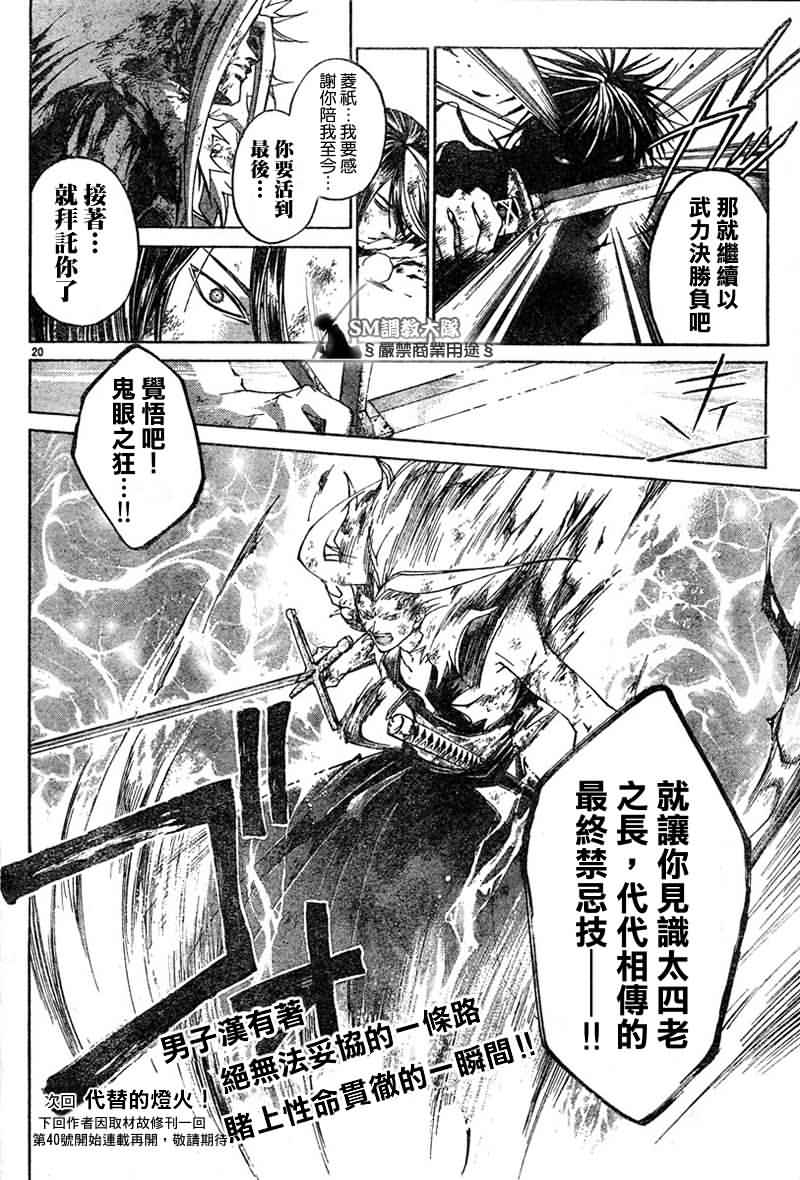 那就繼續以
武力決勝負吧
菱祇…我要感
謝你陪我至今…
你要活到
最後…
接著…
就拜託你了
SM調教大隊
§嚴禁商業用途§
20
覺悟吧！
鬼眼之狂…!!
就讓你見識太四老
之長，代代相傳的
最終禁忌技——!!
男子漢有著
絕無法妥協的一條路
賭上性命貫徹的一瞬間!!
次回 代替的燈火！
下回作者因取材故修刊一回
第40號開始連載再開，敬請期待